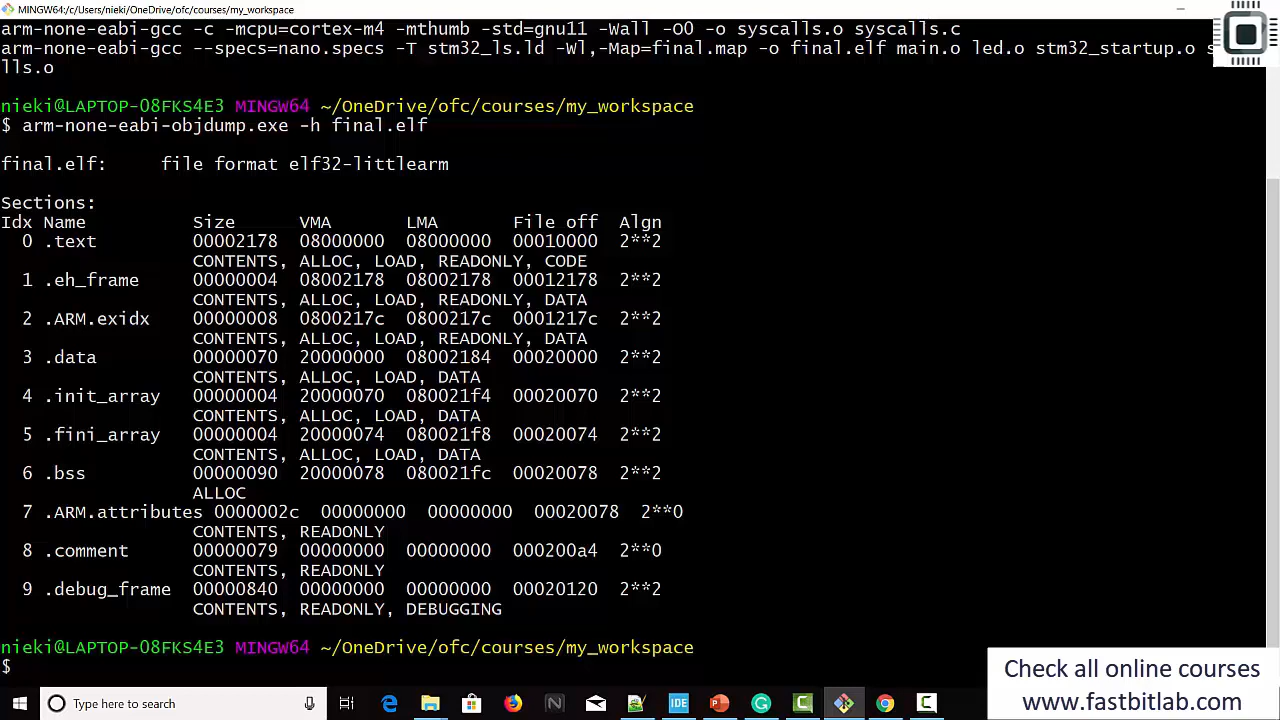 MINGW64:/c/Users/nieki/OneDrive/ofc/courses/my_workspace
arm-none-eabi-gcc -c -mcpu=cortex-m4 -mthumb -std=gnu11 -Wall -O0 -o syscalls.o syscalls.c
arm-none-eabi-gcc --specs=nano.specs -T stm32_ls.ld -Wl,-Map=final.map -o final.elf main.o led.o stm32_startup.o s
lls.o
nieki@LAPTOP-O8FKS4E3 MINGW64 ~/OneDrive/ofc/courses/my_workspace
$ arm-none-eabi-objdump.exe -h final.elf
final.elf:     file format elf32-littlearm
Sections:
Idx Name          Size      VMA       LMA       File off  Algn
  0 .text         00002178  08000000  08000000  00010000  2**2
                  CONTENTS, ALLOC, LOAD, READONLY, CODE
  1 .eh_frame     00000004  08002178  08002178  00012178  2**2
                  CONTENTS, ALLOC, LOAD, READONLY, DATA
  2 .ARM.exidx    00000008  0800217c  0800217c  0001217c  2**2
                  CONTENTS, ALLOC, LOAD, READONLY, DATA
  3 .data         00000070  20000000  08002184  00020000  2**2
                  CONTENTS, ALLOC, LOAD, DATA
  4 .init_array   00000004  20000070  080021f4  00020070  2**2
                  CONTENTS, ALLOC, LOAD, DATA
  5 .fini_array   00000004  20000074  080021f8  00020074  2**2
                  CONTENTS, ALLOC, LOAD, DATA
  6 .bss          00000090  20000078  080021fc  00020078  2**2
                  ALLOC
  7 .ARM.attributes 0000002c  00000000  00000000  00020078  2**0
                  CONTENTS, READONLY
  8 .comment      00000079  00000000  00000000  000200a4  2**0
                  CONTENTS, READONLY
  9 .debug_frame  00000840  00000000  00000000  00020120  2**2
                  CONTENTS, READONLY, DEBUGGING
nieki@LAPTOP-O8FKS4E3 MINGW64 ~/OneDrive/ofc/courses/my_workspace
$
Check all online courses
www.fastbitlab.com
Type here to search
IDE